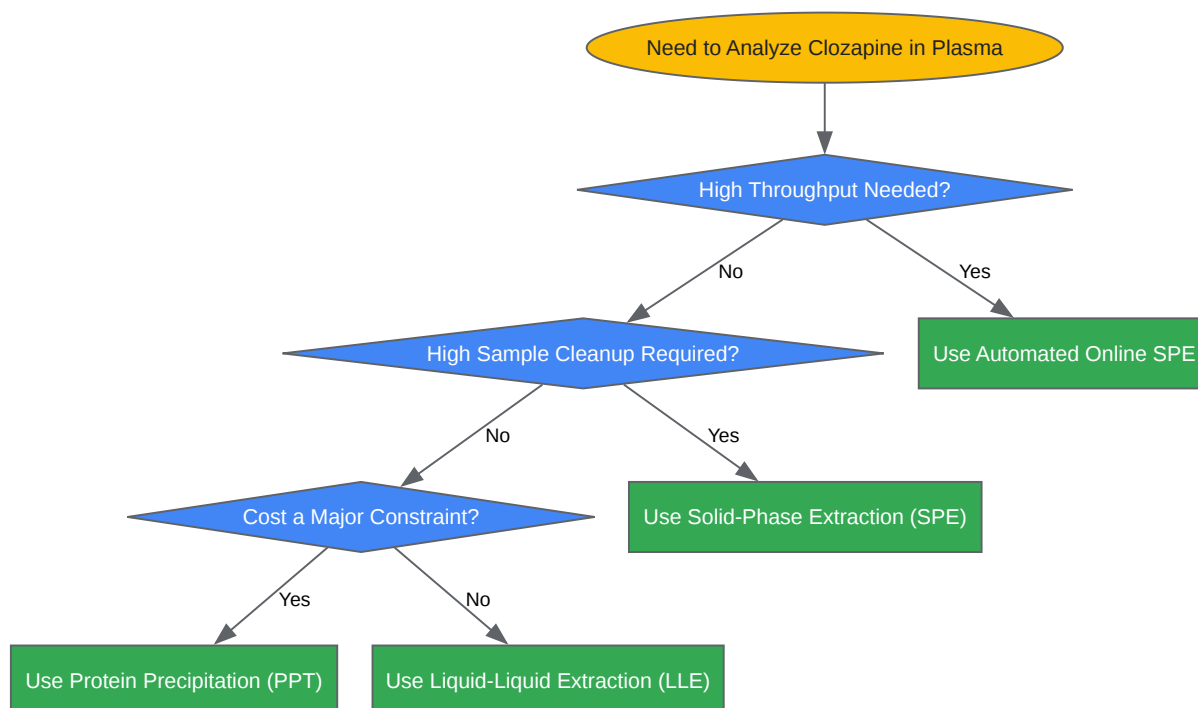 Need to Analyze Clozapine in Plasma
High Throughput Needed?
No
Yes
High Sample Cleanup Required?
Use Automated Online SPE
No
Yes
Cost a Major Constraint?
Use Solid-Phase Extraction (SPE)
Yes
No
Use Protein Precipitation (PPT)
Use Liquid-Liquid Extraction (LLE)